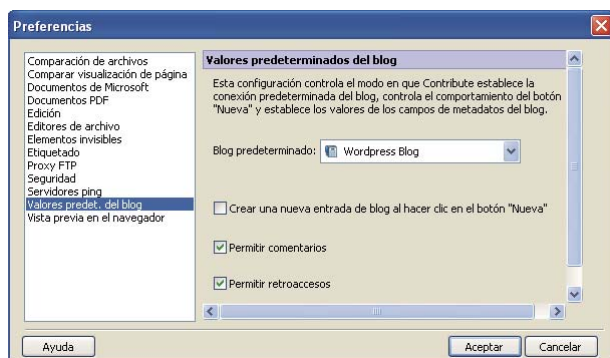 Preferencias
Comparación de archivos
Comparar visualización de página
Documentos de Microsoft
Documentos PDF
Edición
Editores de archivo
Elementos invisibles
Etiquetado
Proxy FTP
Seguridad
Servidores ping
Valores predet. del blog
Vista previa en el navegador
Valores predeterminados del blog
Esta configuración controla el modo en que Contribute establece la
conexión predeterminada del blog, controla el comportamiento del botón
"Nueva" y establece los valores de los campos de metadatos del blog.
Blog predeterminado: Wordpress Blog
Crear una nueva entrada de blog al hacer clic en el botón "Nueva"
Permitir comentarios
Permitir retroaccesos
Ayuda Aceptar Cancelar